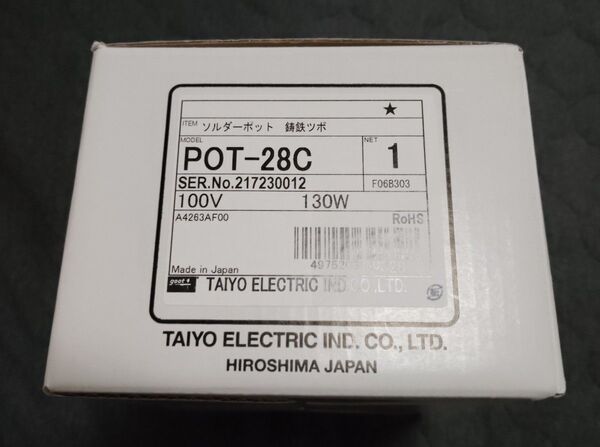 ★
ITEM ソルダーポット 鋳鉄ツボ
MODEL NET
POT-28C 1
SER.No.217230012 F06B303
100V 130W
A4263AF00 RoHS
Made in Japan
goot TAIYO ELECTRIC IND.CO.,LTD.
TAIYO ELECTRIC IND. CO., LTD.
HIROSHIMA JAPAN